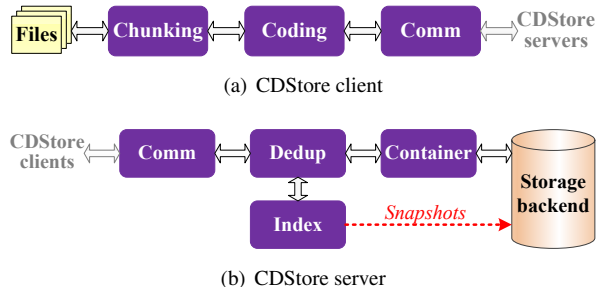 Files Chunking Coding Comm CDStore servers
(a) CDStore client
CDStore clients Comm Dedup Container Storage backend
Index Snapshots
(b) CDStore server